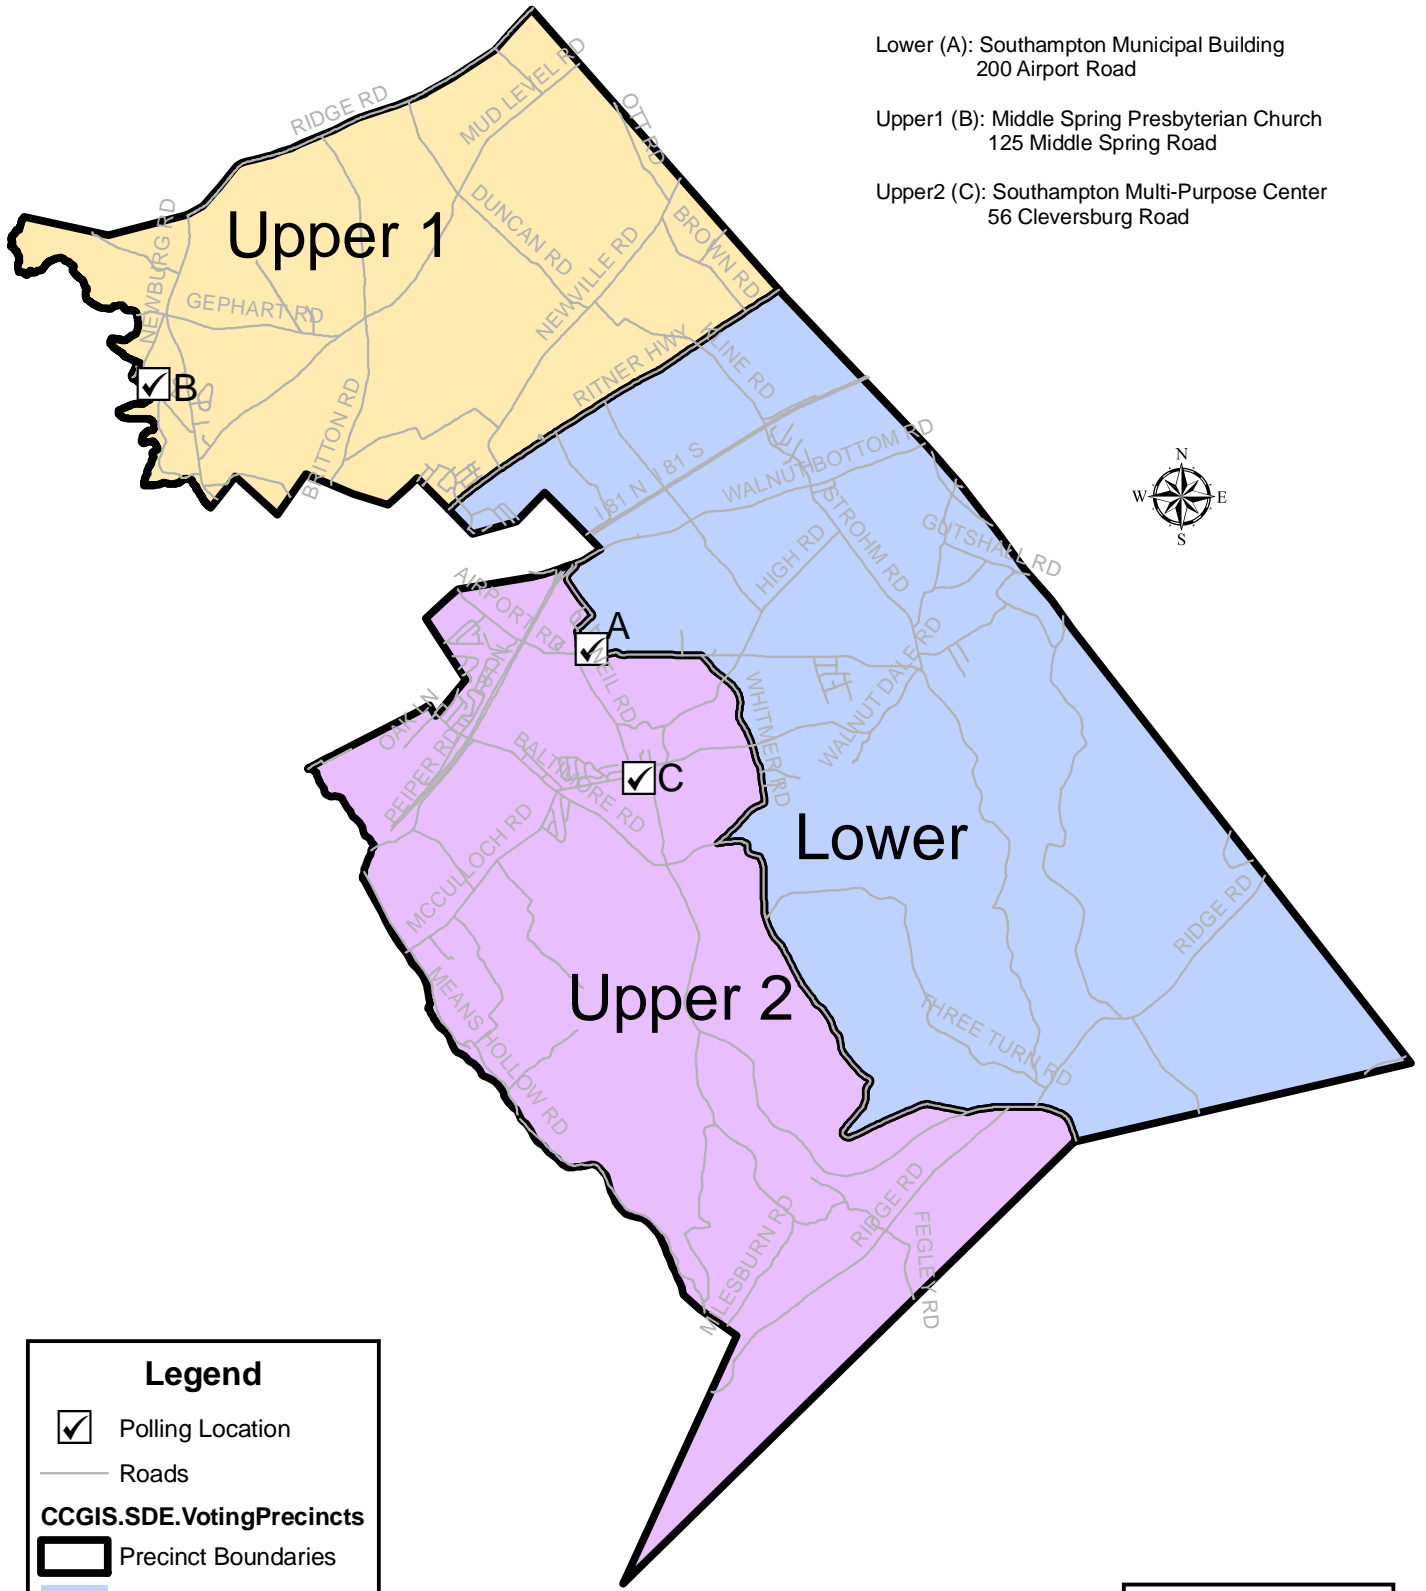 Lower (A): Southampton Municipal Building
200 Airport Road
Upper1 (B): Middle Spring Presbyterian Church
125 Middle Spring Road
Upper2 (C): Southampton Multi-Purpose Center
56 Cleversburg Road
RIDGE RD
MUD LEVEL RD
OTT RD
Upper 1
NEWBURG RD
DUNCAN RD
BROWN RD
NEWVILLE RD
GEPHART RD
RITNER HWY
KLINE RD
B
BRITTON RD
I 81 N
I 81 S
WALNUT BOTTOM RD
N
W
E
S
STROHM RD
GUTSHALL RD
HIGH RD
AIRPORT RD
A
WALNUT DALE RD
WHITMER RD
OAK LN
PEIPER RD
BALTIMORE RD
C
Lower
MCCULLOCH RD
RIDGE RD
MEANS HOLLOW RD
Upper 2
THREE TURN RD
MILESBURN RD
RIDGE RD
FEGLEY RD
Legend
Polling Location
Roads
CCGIS.SDE.VotingPrecincts
Precinct Boundaries